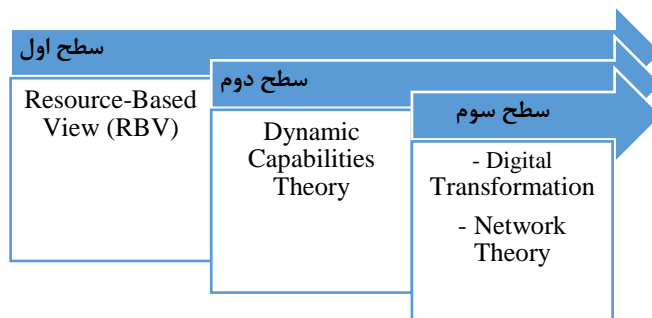 سطح اول
Resource-Based
View (RBV)
سطح دوم
Dynamic
Capabilities
Theory
سطح سوم
- Digital
Transformation
- Network
Theory